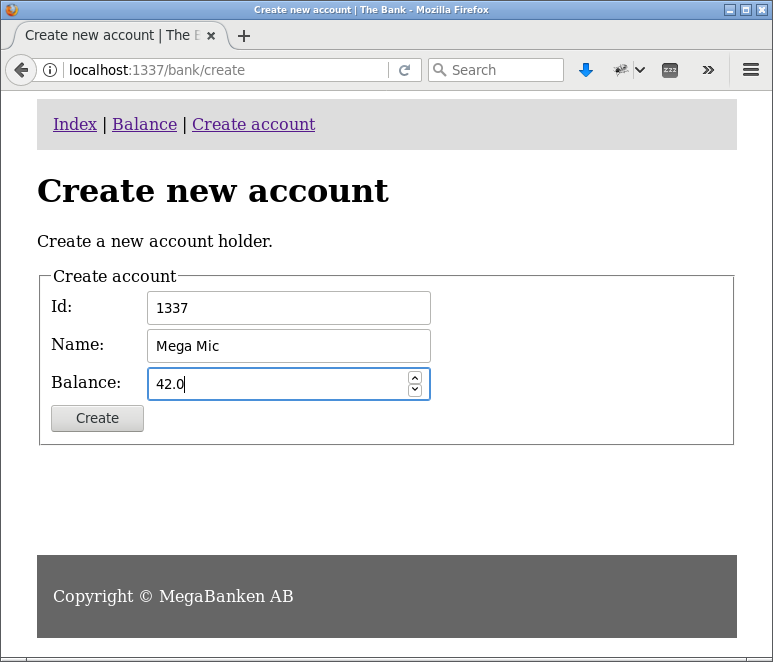 Create new account | The Bank - Mozilla Firefox
Create new account | The B
localhost:1337/bank/create
Search
zzz
Index | Balance | Create account
Create new account
Create a new account holder.
Create account
Id:
1337
Name:
Mega Mic
Balance:
42.0
Create
Copyright © MegaBanken AB